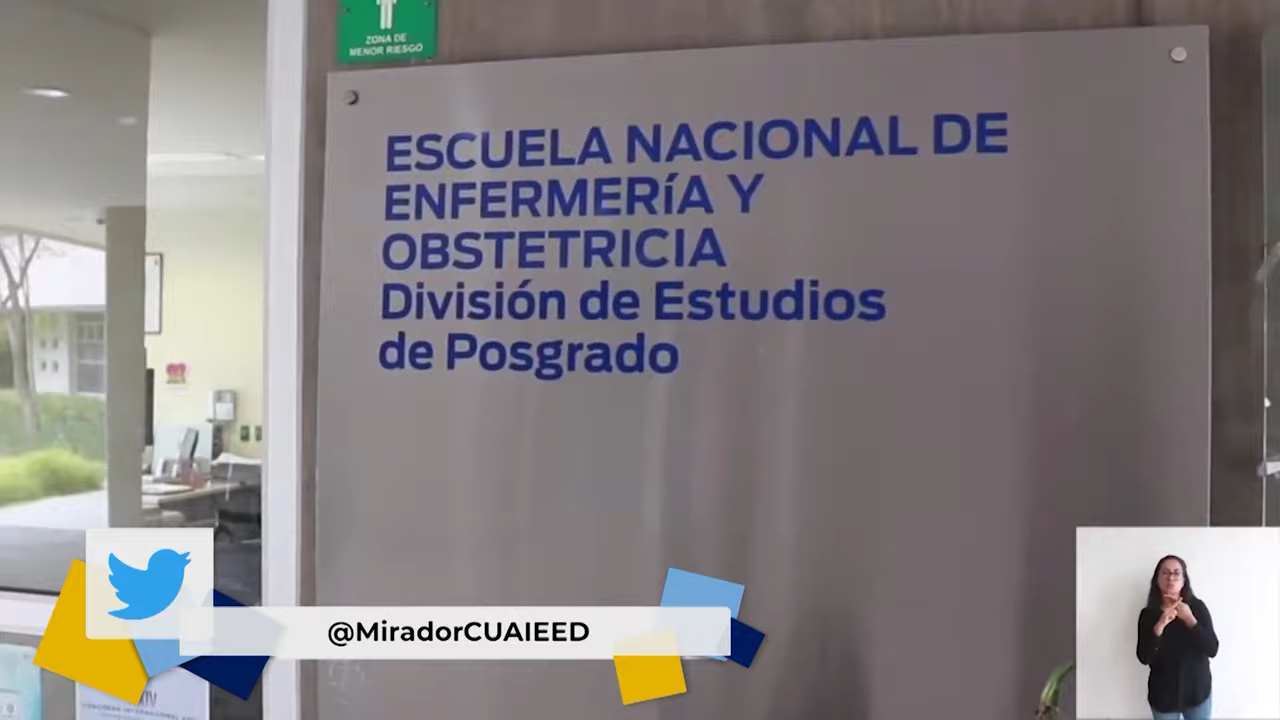 ZONA DE
MENOR RIESGO
ESCUELA NACIONAL DE
ENFERMERíA Y
OBSTETRICIA
División de Estudios
de Posgrado
@MiradorCUAIEED